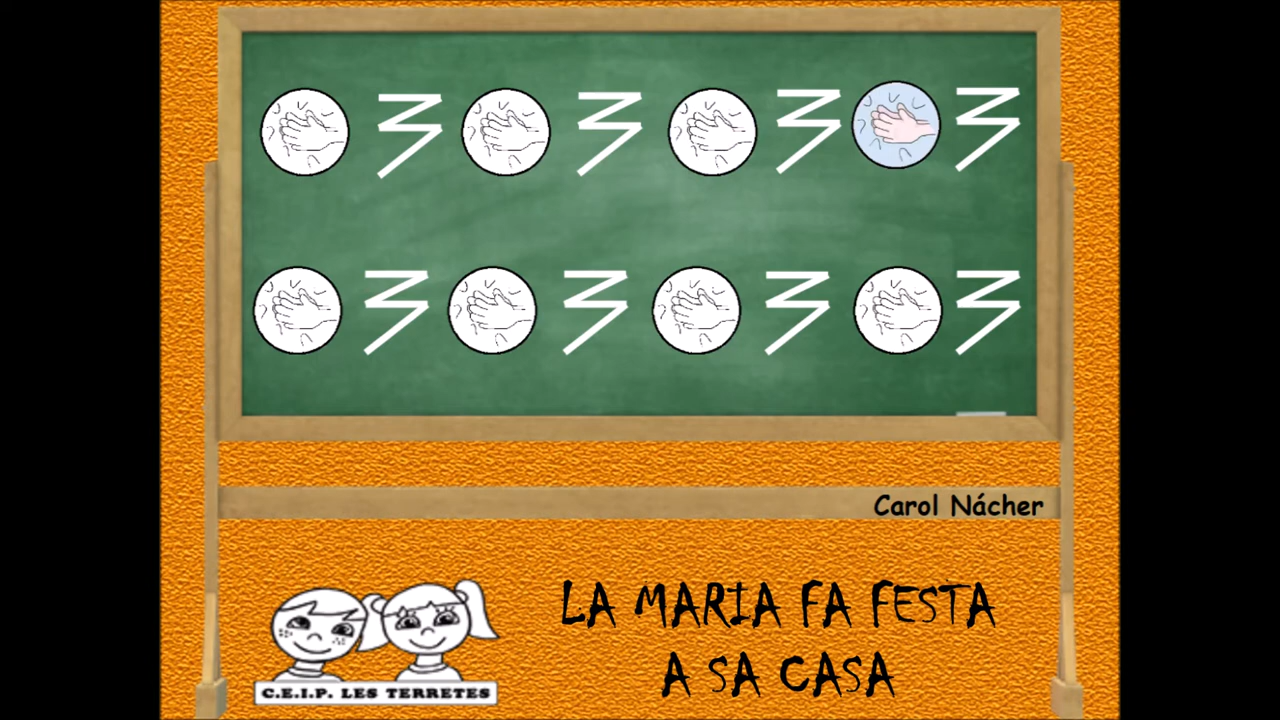 Carol Nácher
LA MARIA FA FESTA
A SA CASA
C.E.I.P. LES TERRETES